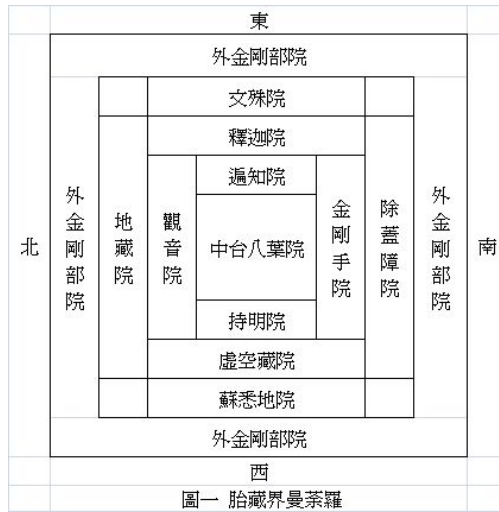 東
外金剛部院
文殊院
釋迦院
遍知院
北
外金剛部院
地藏院
觀音院
中台八葉院
金剛手院
除蓋障院
外金剛部院
南
持明院
虛空藏院
蘇悉地院
外金剛部院
西
圖一 胎藏界曼荼羅